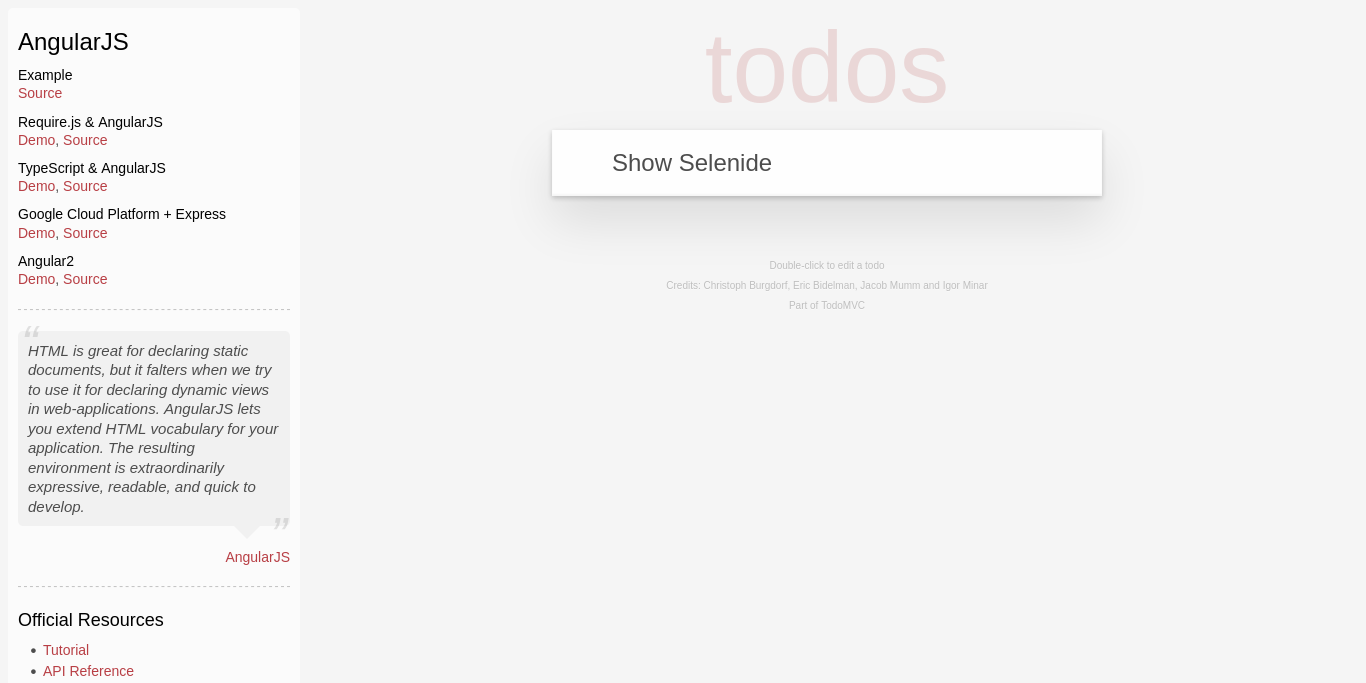 AngularJS
Example
Source
Require.js & AngularJS
Demo, Source
TypeScript & AngularJS
Demo, Source
Google Cloud Platform + Express
Demo, Source
Angular2
Demo, Source
“
HTML is great for declaring static
documents, but it falters when we try
to use it for declaring dynamic views
in web-applications. AngularJS lets
you extend HTML vocabulary for your
application. The resulting
environment is extraordinarily
expressive, readable, and quick to
develop.
”
AngularJS
Official Resources
• Tutorial
• API Reference
todos
Show Selenide
Double-click to edit a todo
Credits: Christoph Burgdorf, Eric Bidelman, Jacob Mumm and Igor Minar
Part of TodoMVC